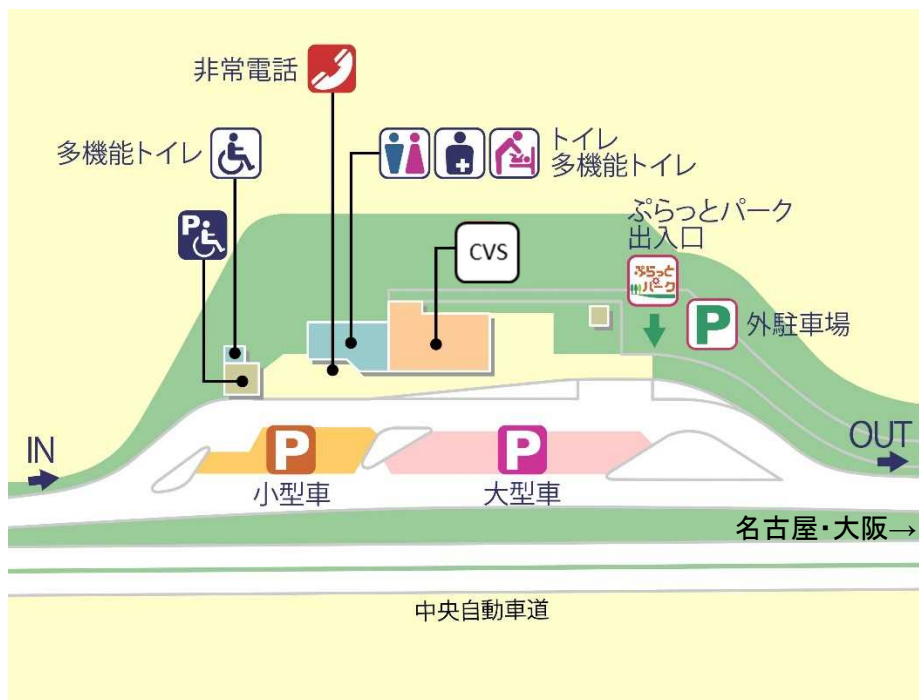 非常電話
多機能トイレ
トイレ
多機能トイレ
P
ぷらっとパーク
出入口
CVS
ぷらっと
パーク
P
外駐車場
IN
P
小型車
P
大型車
OUT
名古屋・大阪→
中央自動車道